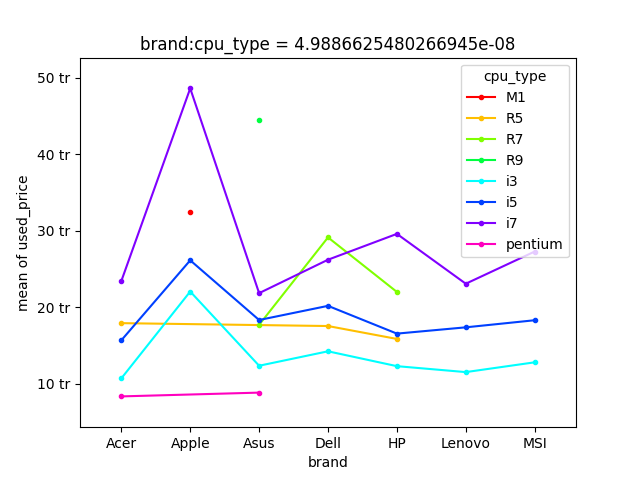 brand:cpu_type = 4.9886625480266945e-08
cpu_type
M1
R5
R7
R9
i3
i5
i7
pentium
mean of used_price
50 tr
40 tr
30 tr
20 tr
10 tr
Acer Apple Asus Dell HP Lenovo MSI
brand